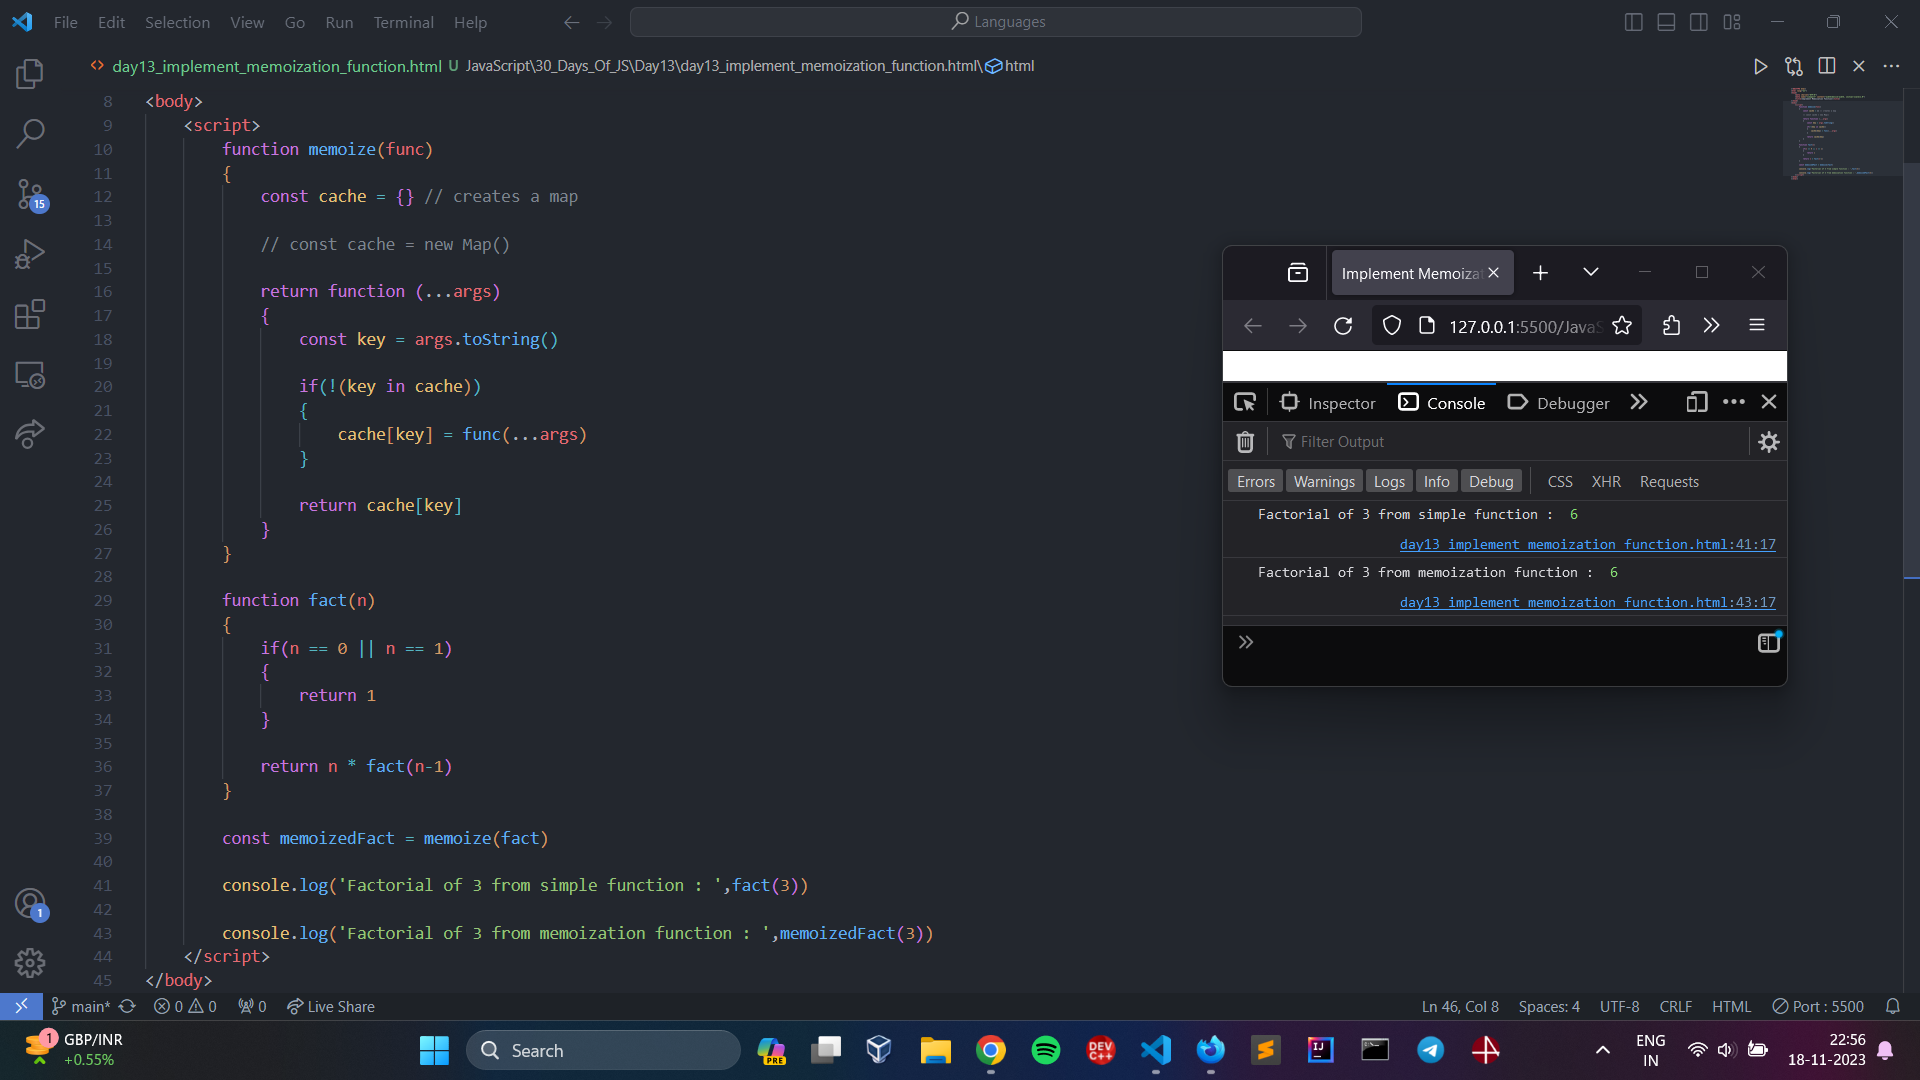 File Edit Selection View Go Run Terminal Help
Languages
day13_implement_memoization_function.html U JavaScript\30_Days_Of_JS\Day13\day13_implement_memoization_function.html\html
8 <body>
9 <script>
10 function memoize(func)
11 {
12 const cache = {} // creates a map
13
14 // const cache = new Map()
15
16 return function (...args)
17 {
18 const key = args.toString()
19
20 if(!(key in cache))
21 {
22 cache[key] = func(...args)
23 }
24
25 return cache[key]
26 }
27 }
28
29 function fact(n)
30 {
31 if(n == 0 || n == 1)
32 {
33 return 1
34 }
35
36 return n * fact(n-1)
37 }
38
39 const memoizedFact = memoize(fact)
40
41 console.log('Factorial of 3 from simple function : ',fact(3))
42
43 console.log('Factorial of 3 from memoization function : ',memoizedFact(3))
44 </script>
45 </body>
15
1
Implement Memoizat
127.0.0.1:5500/JavaS
Inspector Console Debugger
Filter Output
Errors Warnings Logs Info Debug CSS XHR Requests
Factorial of 3 from simple function : 6
day13_implement_memoization_function.html:41:17
Factorial of 3 from memoization function : 6
day13_implement_memoization_function.html:43:17
main* 0 0 0 Live Share
Ln 46, Col 8 Spaces: 4 UTF-8 CRLF HTML Port : 5500
1
GBP/INR
+0.55%
Search
PRE
DEV
C++
IJ
ENG
IN
22:56
18-11-2023